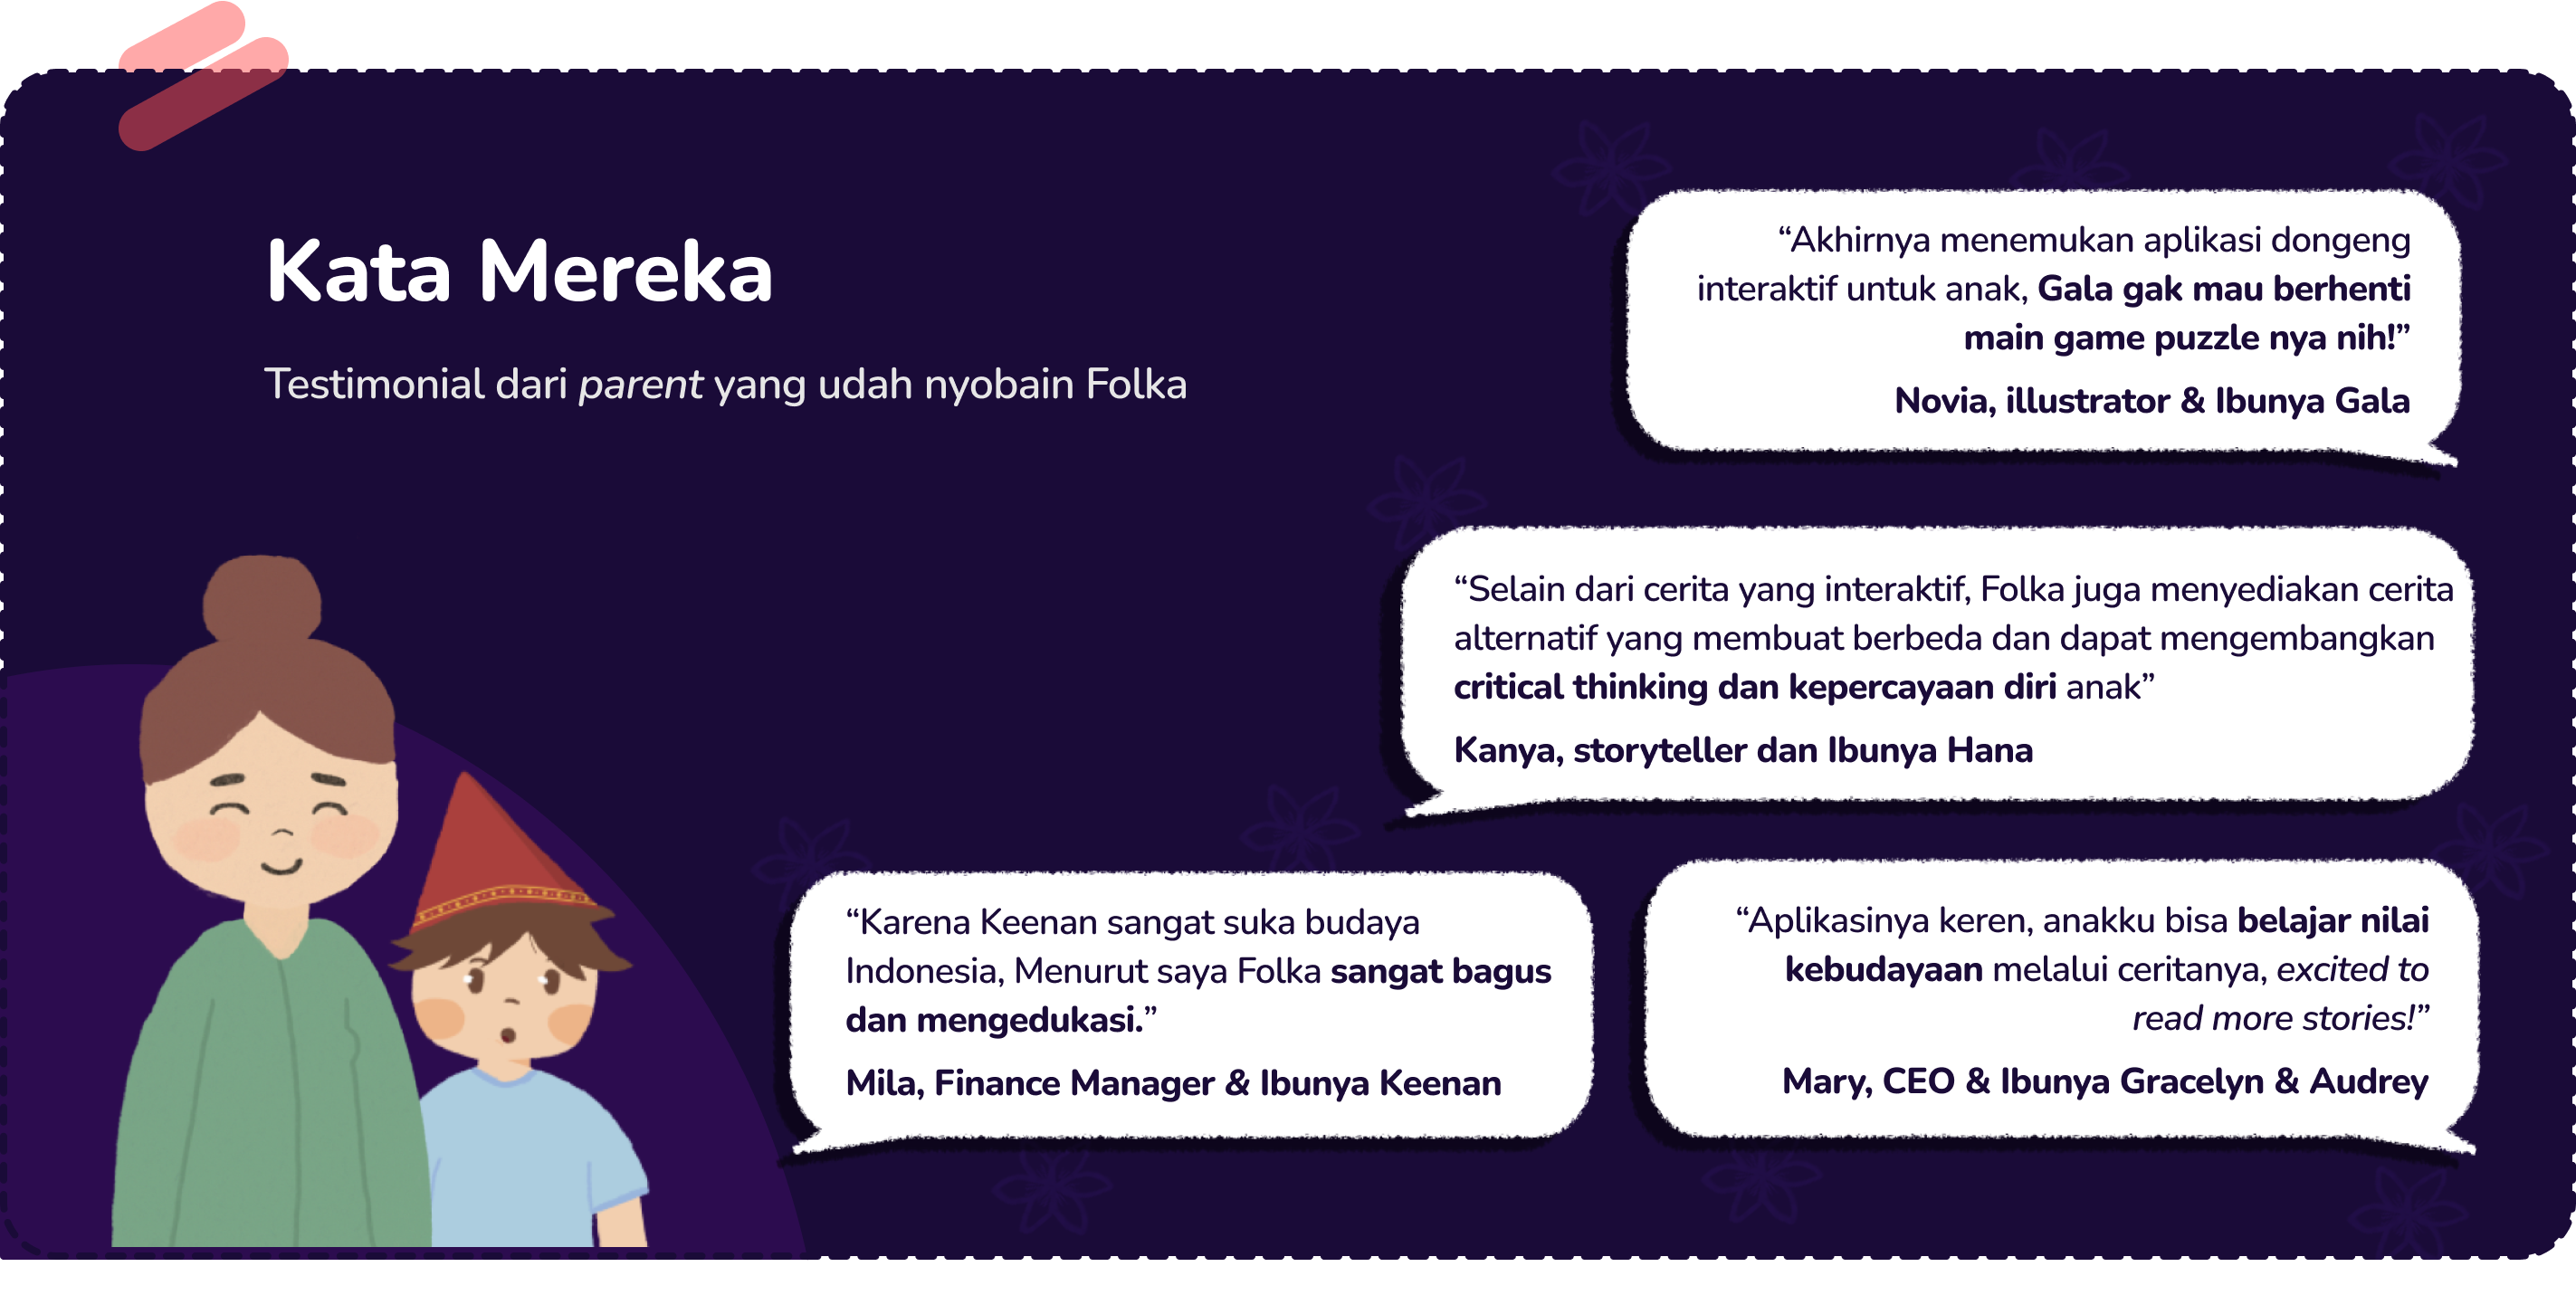 Kata Mereka
Testimonial dari parent yang udah nyobain Folka
“Akhirnya menemukan aplikasi dongeng
interaktif untuk anak, Gala gak mau berhenti
main game puzzle nya nih!”
Novia, illustrator & Ibunya Gala
“Selain dari cerita yang interaktif, Folka juga menyediakan cerita
alternatif yang membuat berbeda dan dapat mengembangkan
critical thinking dan kepercayaan diri anak”
Kanya, storyteller dan Ibunya Hana
“Karena Keenan sangat suka budaya
Indonesia, Menurut saya Folka sangat bagus
dan mengedukasi.”
Mila, Finance Manager & Ibunya Keenan
“Aplikasinya keren, anakku bisa belajar nilai
kebudayaan melalui ceritanya, excited to
read more stories!”
Mary, CEO & Ibunya Gracelyn & Audrey